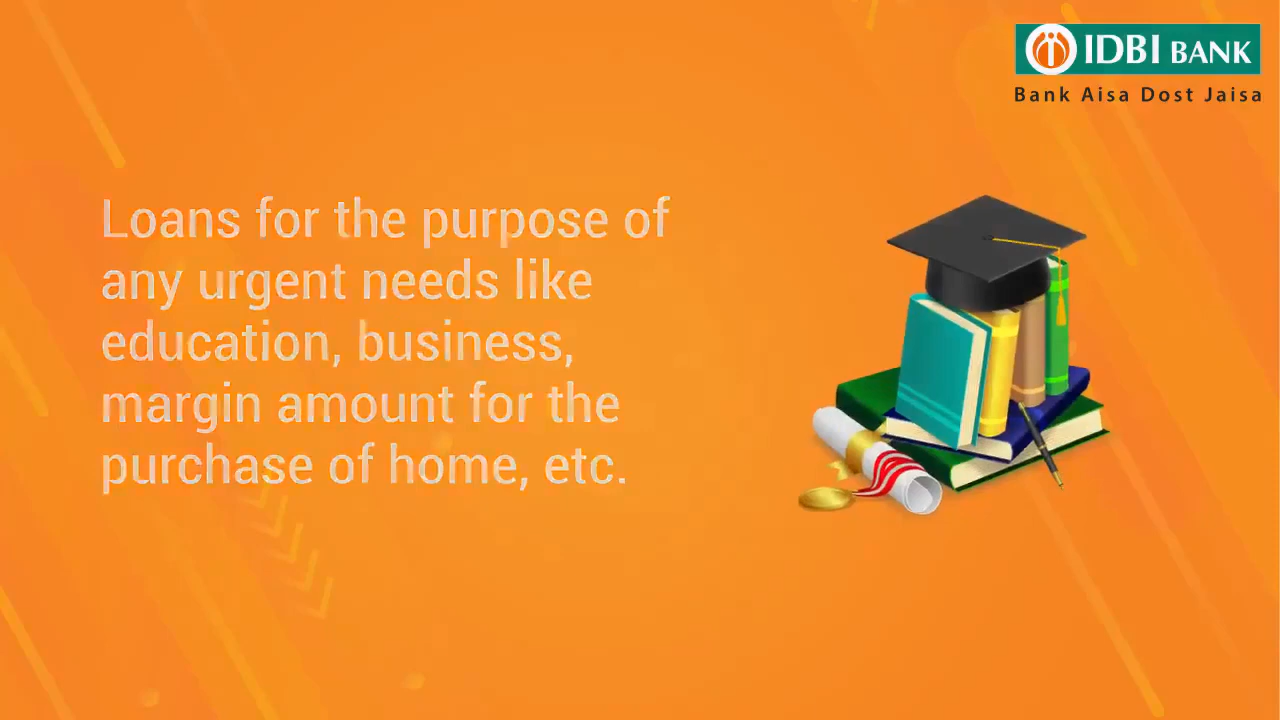 IDBI BANK
Bank Aisa Dost Jaisa
Loans for the purpose of
any urgent needs like
education, business,
margin amount for the
purchase of home, etc.